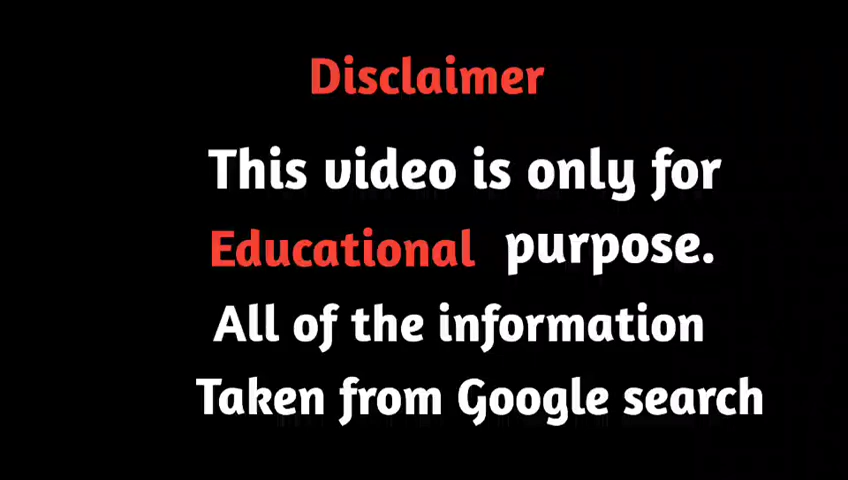 Disclaimer
This video is only for
Educational purpose.
All of the information
Taken from Google search